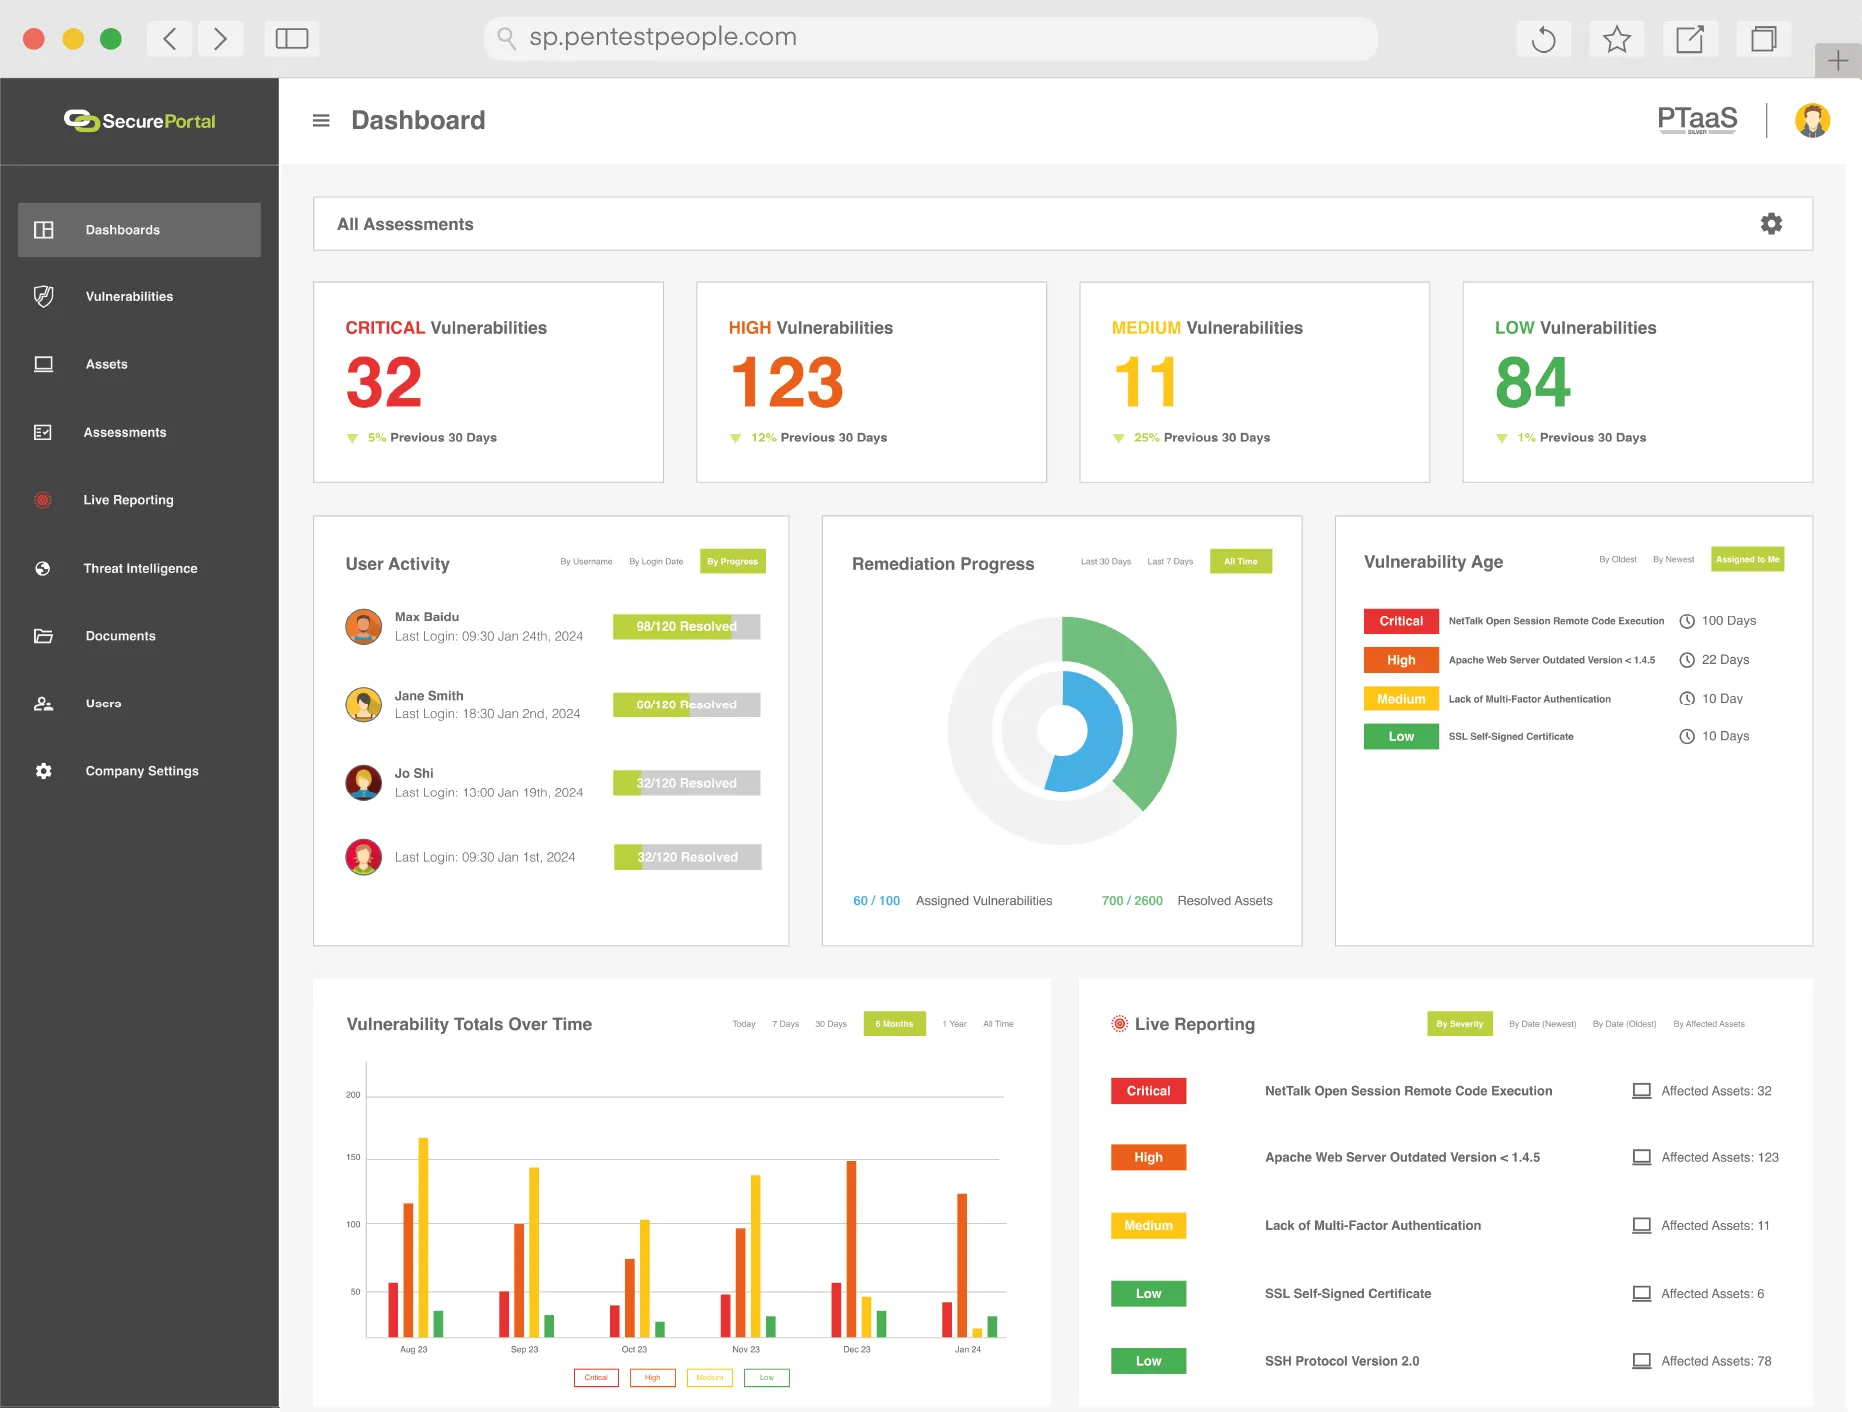 sp.pentestpeople.com
SecurePortal
Dashboard
PTaaS
SILVER
Dashboards
Vulnerabilities
Assets
Assessments
Live Reporting
Threat Intelligence
Documents
Users
Company Settings
All Assessments
CRITICAL Vulnerabilities
32
5% Previous 30 Days
HIGH Vulnerabilities
123
12% Previous 30 Days
MEDIUM Vulnerabilities
11
25% Previous 30 Days
LOW Vulnerabilities
84
1% Previous 30 Days
User Activity
By Username By Login Date By Progress
Max Baidu
Last Login: 09:30 Jan 24th, 2024
98/120 Resolved
Jane Smith
Last Login: 18:30 Jan 2nd, 2024
60/120 Resolved
Jo Shi
Last Login: 13:00 Jan 19th, 2024
32/120 Resolved
Last Login: 09:30 Jan 1st, 2024
32/120 Resolved
Remediation Progress
Last 30 Days Last 7 Days All Time
60 / 100 Assigned Vulnerabilities
700 / 2600 Resolved Assets
Vulnerability Age
By Oldest By Newest Assigned to Me
Critical NetTalk Open Session Remote Code Execution 100 Days
High Apache Web Server Outdated Version < 1.4.5 22 Days
Medium Lack of Multi-Factor Authentication 10 Day
Low SSL Self-Signed Certificate 10 Days
Vulnerability Totals Over Time
Today 7 Days 30 Days 6 Months 1 Year All Time
200
150
100
50
Aug 23 Sep 23 Oct 23 Nov 23 Dec 23 Jan 24
Critical High Medium Low
Live Reporting
By Severity By Date (Newest) By Date (Oldest) By Affected Assets
Critical NetTalk Open Session Remote Code Execution Affected Assets: 32
High Apache Web Server Outdated Version < 1.4.5 Affected Assets: 123
Medium Lack of Multi-Factor Authentication Affected Assets: 11
Low SSL Self-Signed Certificate Affected Assets: 6
Low SSH Protocol Version 2.0 Affected Assets: 78